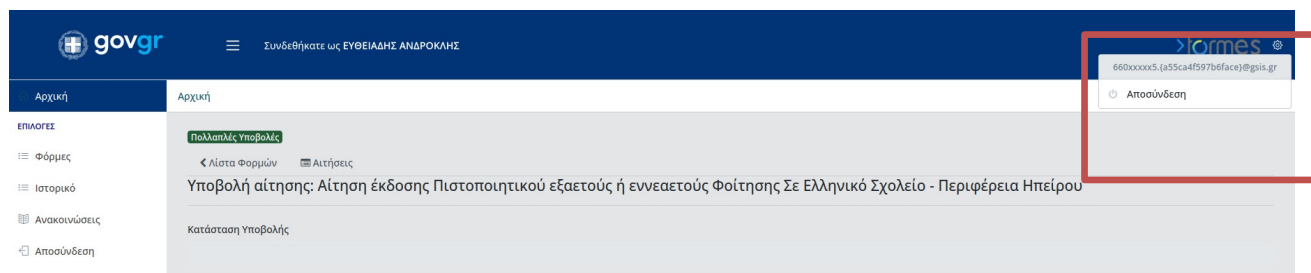 govgr
Συνδεθήκατε ως ΕΥΘΕΙΑΔΗΣ ΑΝΔΡΟΚΛΗΣ
formes
660xxxxx5.{a55ca4f597b6face}@gsis.gr
Αποσύνδεση
Αρχική
Αρχική
ΕΠΙΛΟΓΕΣ
Φόρμες
Ιστορικό
Ανακοινώσεις
Αποσύνδεση
Πολλαπλές Υποβολές
Λίστα Φορμών Αιτήσεις
Υποβολή αίτησης: Αίτηση έκδοσης Πιστοποιητικού εξαετούς ή εννεαετούς Φοίτησης Σε Ελληνικό Σχολείο - Περιφέρεια Ηπείρου
Κατάσταση Υποβολής